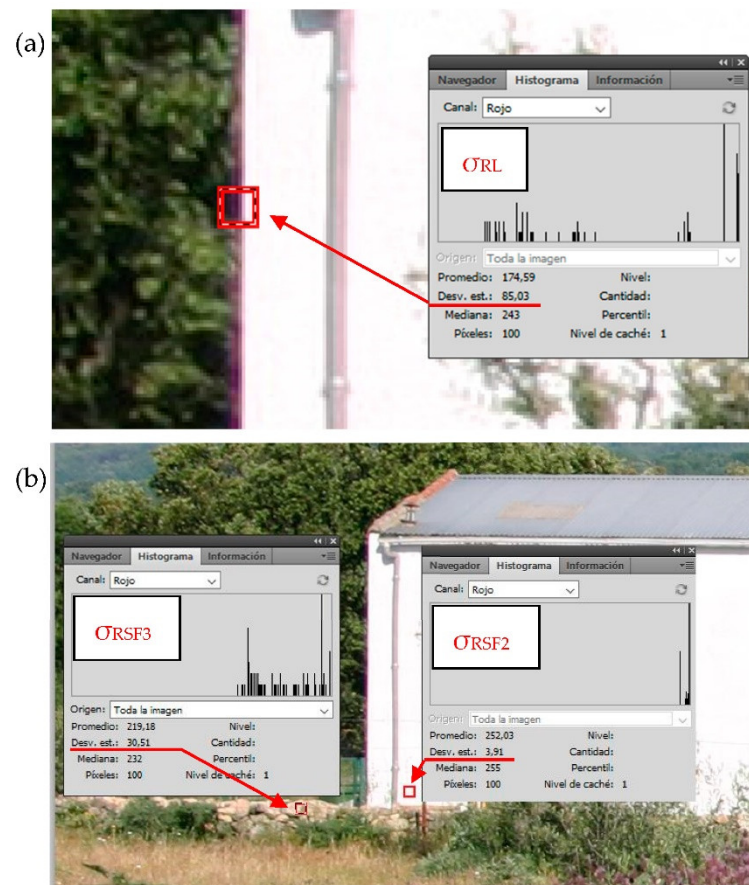 (a)
Navegador Histograma Información
Canal: Rojo
σRL
Origen: Toda la imagen
Promedio: 174,59 Nivel:
Desv. est.: 85,03 Cantidad:
Mediana: 243 Percentil:
Píxeles: 100 Nivel de caché: 1
(b)
Navegador Histograma Información
Canal: Rojo
σRSF3
Origen: Toda la imagen
Promedio: 219,18 Nivel:
Desv. est.: 30,51 Cantidad:
Mediana: 232 Percentil:
Píxeles: 100 Nivel de caché: 1
Navegador Histograma Información
Canal: Rojo
σRSF2
Origen: Toda la imagen
Promedio: 252,03 Nivel:
Desv. est.: 3,91 Cantidad:
Mediana: 255 Percentil:
Píxeles: 100 Nivel de caché: 1